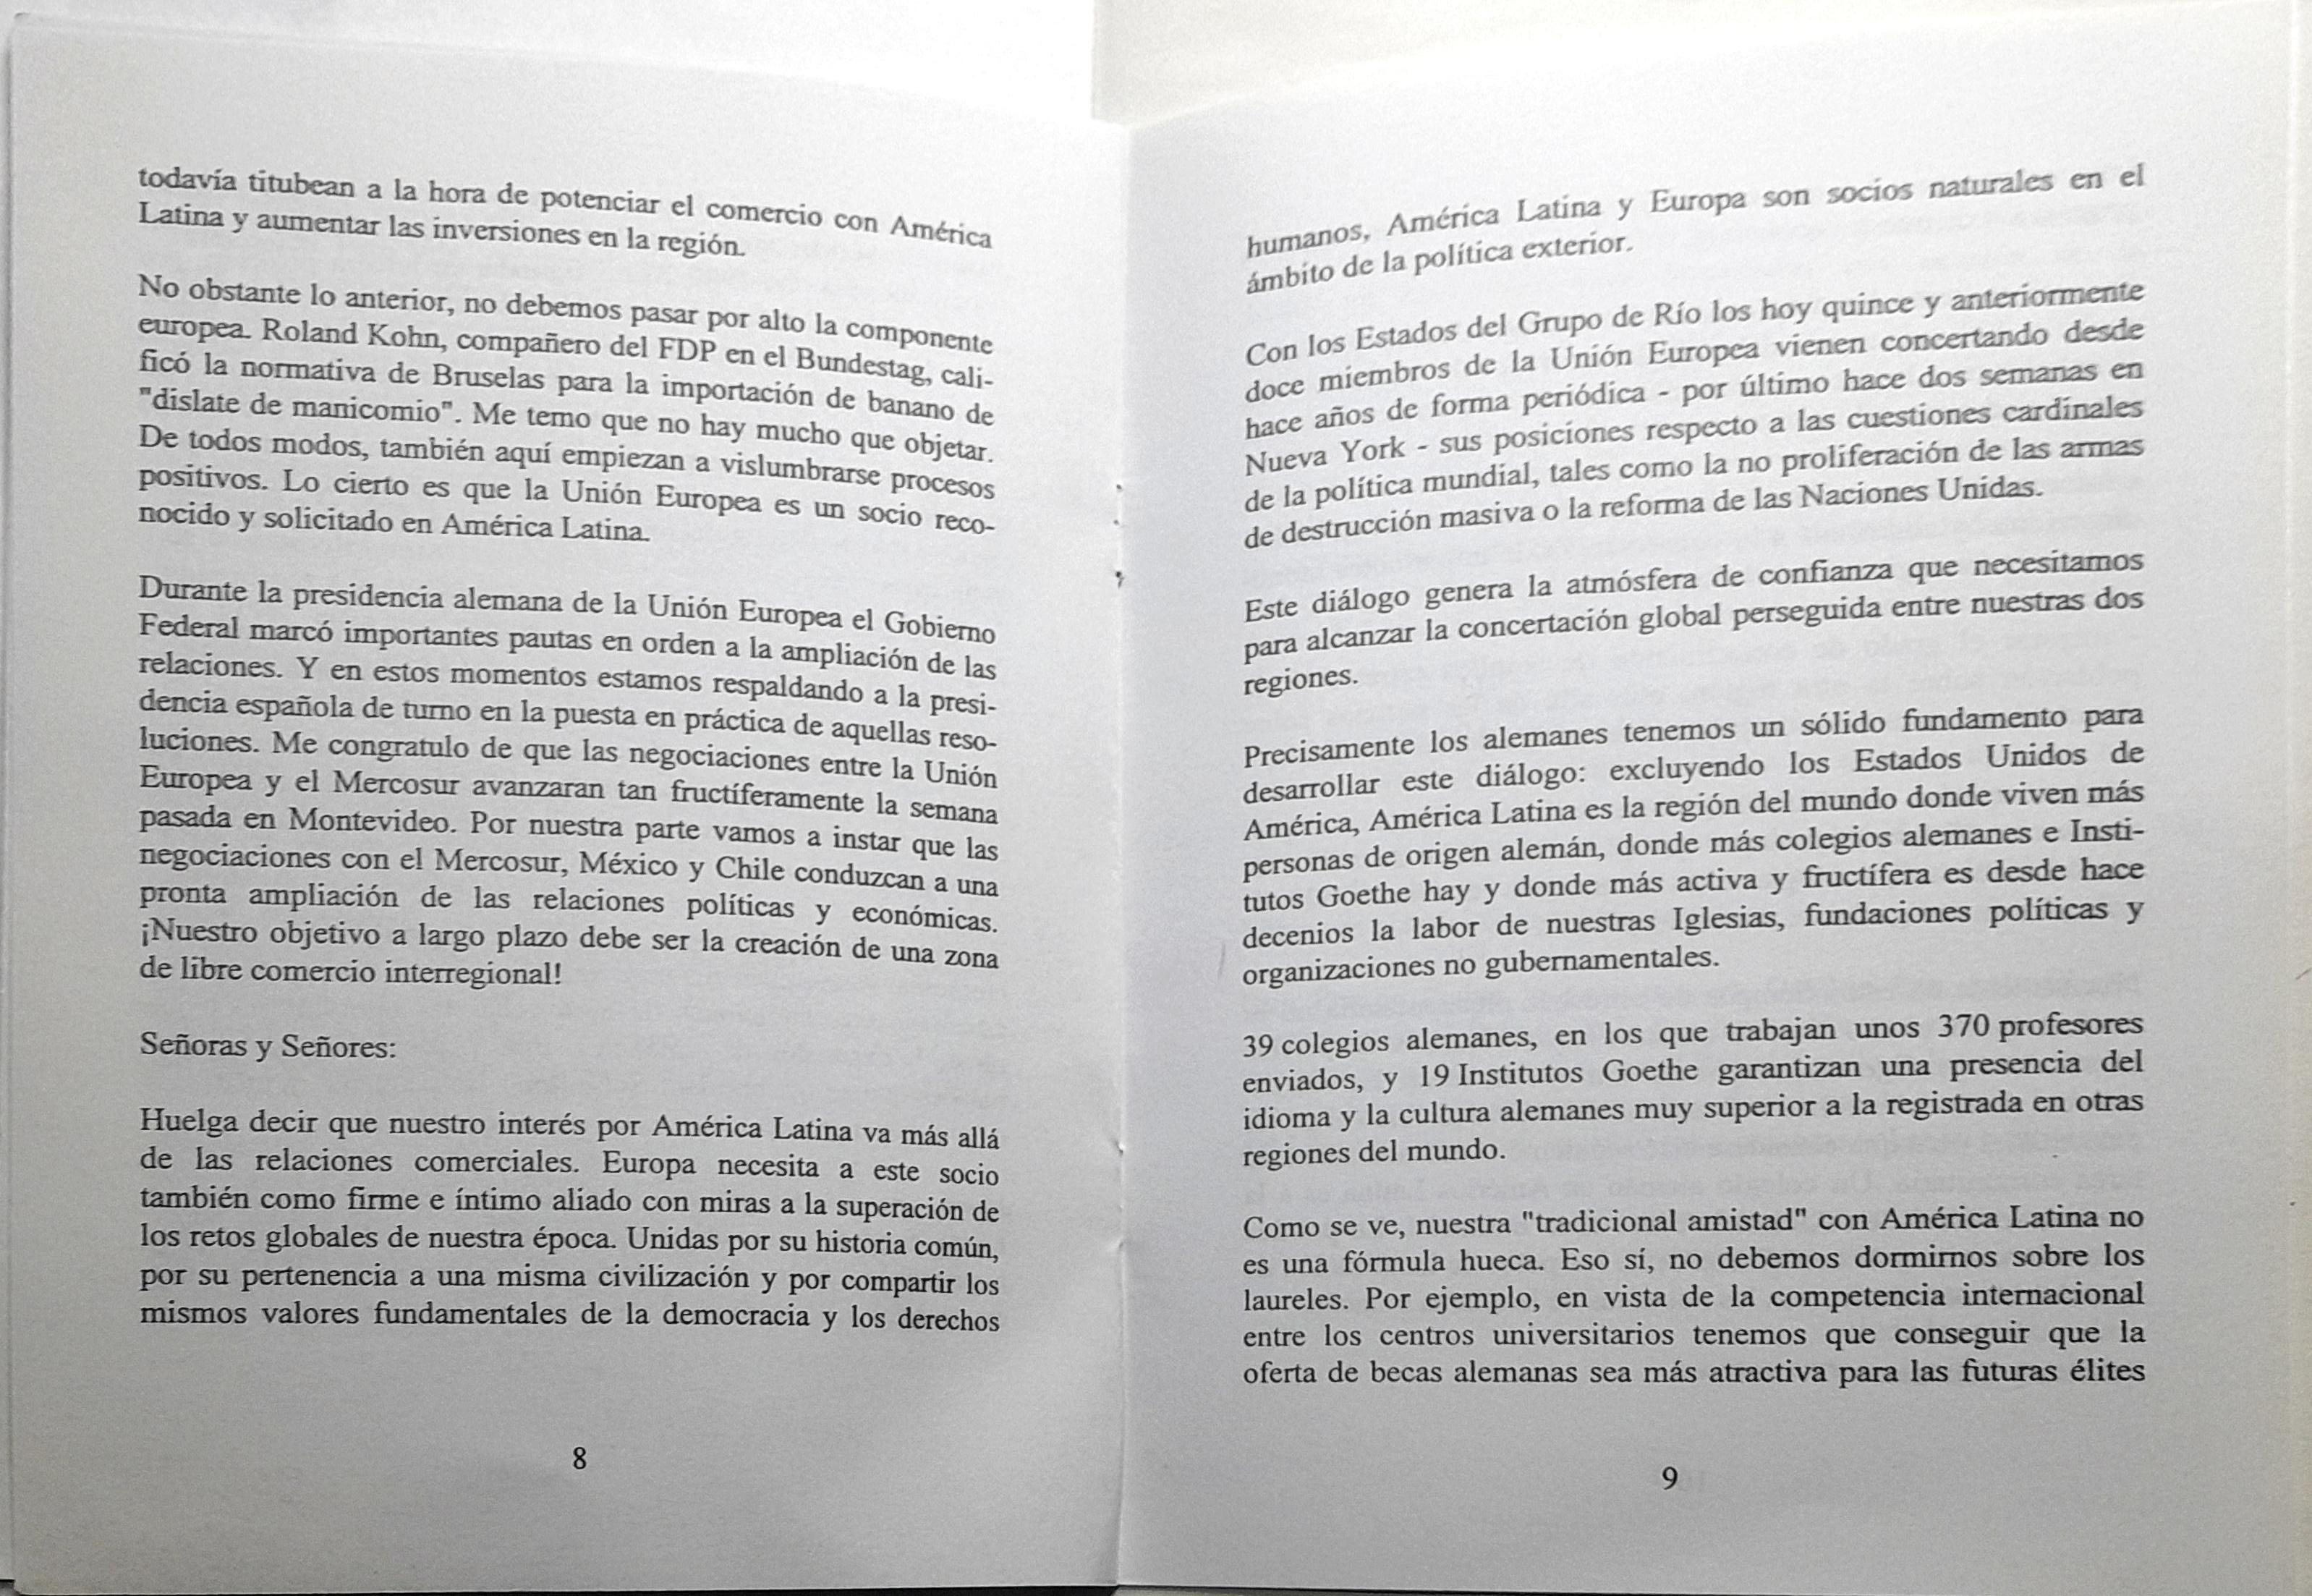 todavía titubean a la hora de potenciar el comercio con América
Latina y aumentar las inversiones en la región.
No obstante lo anterior, no debemos pasar por alto la componente
europea. Roland Kohn, compañero del FDP en el Bundestag, cali-
ficó la normativa de Bruselas para la importación de banano de
"dislate de manicomio". Me temo que no hay mucho que objetar.
De todos modos, también aquí empiezan a vislumbrarse procesos
positivos. Lo cierto es que la Unión Europea es un socio reco-
nocido y solicitado en América Latina.
Durante la presidencia alemana de la Unión Europea el Gobierno
Federal marcó importantes pautas en orden a la ampliación de las
relaciones. Y en estos momentos estamos respaldando a la presi-
dencia española de turno en la puesta en práctica de aquellas reso-
luciones. Me congratulo de que las negociaciones entre la Unión
Europea y el Mercosur avanzaran tan fructíferamente la semana
pasada en Montevideo. Por nuestra parte vamos a instar que las
negociaciones con el Mercosur, México y Chile conduzcan a una
pronta ampliación de las relaciones políticas y económicas.
¡Nuestro objetivo a largo plazo debe ser la creación de una zona
de libre comercio interregional!
Señoras y Señores:
Huelga decir que nuestro interés por América Latina va más allá
de las relaciones comerciales. Europa necesita a este socio
también como firme e íntimo aliado con miras a la superación de
los retos globales de nuestra época. Unidas por su historia común,
por su pertenencia a una misma civilización y por compartir los
mismos valores fundamentales de la democracia y los derechos
8
humanos, América Latina y Europa son socios naturales en el
ámbito de la política exterior.
Con los Estados del Grupo de Río los hoy quince y anteriormente
doce miembros de la Unión Europea vienen concertando desde
hace años de forma periódica - por último hace dos semanas en
Nueva York - sus posiciones respecto a las cuestiones cardinales
de la política mundial, tales como la no proliferación de las armas
de destrucción masiva o la reforma de las Naciones Unidas.
Este diálogo genera la atmósfera de confianza que necesitamos
para alcanzar la concertación global perseguida entre nuestras dos
regiones.
Precisamente los alemanes tenemos un sólido fundamento para
desarrollar este diálogo: excluyendo los Estados Unidos de
América, América Latina es la región del mundo donde viven más
personas de origen alemán, donde más colegios alemanes e Insti-
tutos Goethe hay y donde más activa y fructífera es desde hace
decenios la labor de nuestras Iglesias, fundaciones políticas y
organizaciones no gubernamentales.
39 colegios alemanes, en los que trabajan unos 370 profesores
enviados, y 19 Institutos Goethe garantizan una presencia del
idioma y la cultura alemanes muy superior a la registrada en otras
regiones del mundo.
Como se ve, nuestra "tradicional amistad" con América Latina no
es una fórmula hueca. Eso sí, no debemos dormirnos sobre los
laureles. Por ejemplo, en vista de la competencia internacional
entre los centros universitarios tenemos que conseguir que la
oferta de becas alemanas sea más atractiva para las futuras élites
9